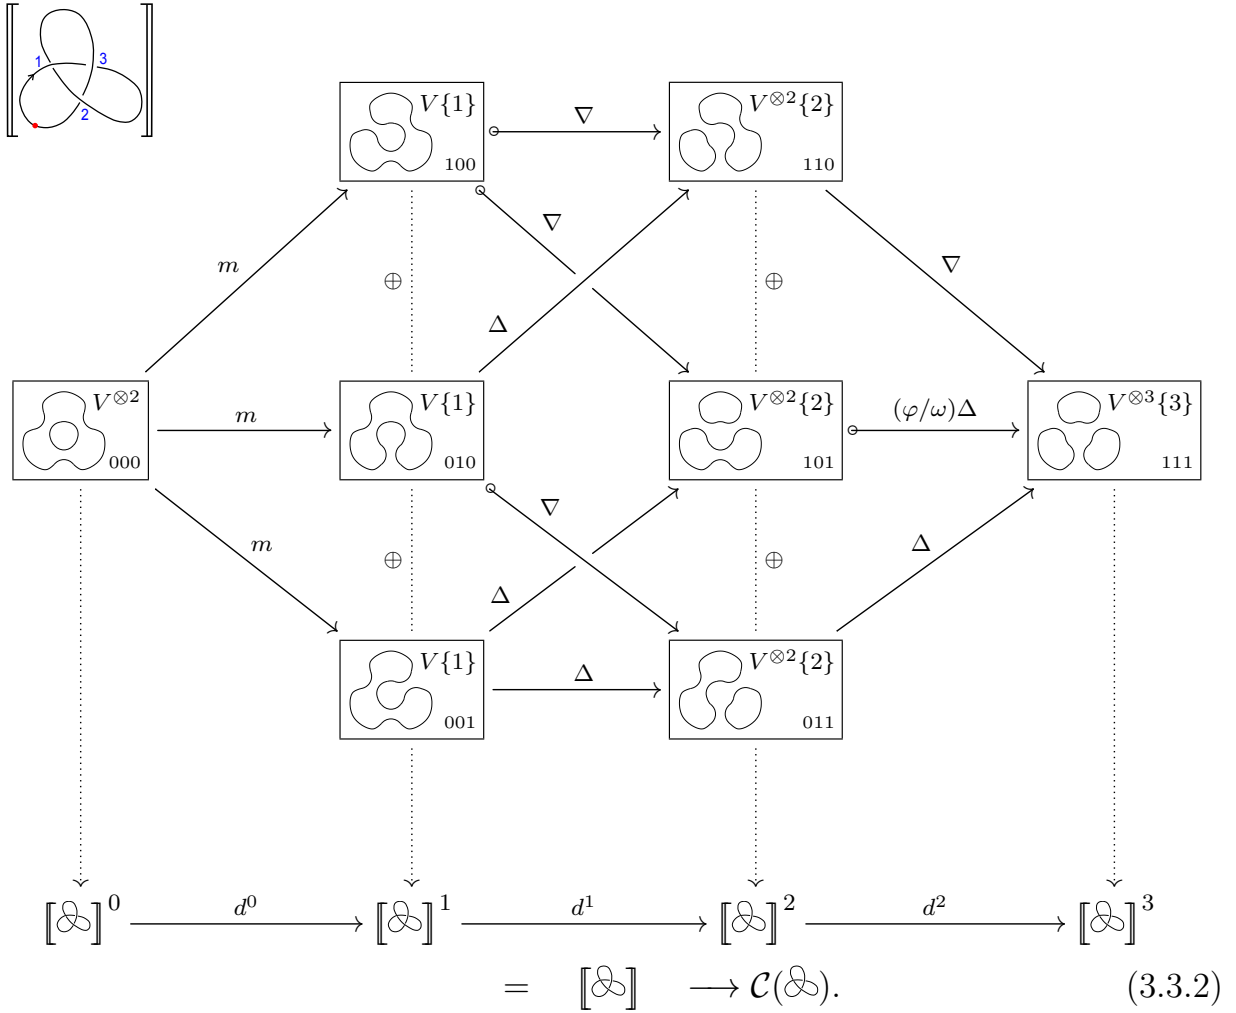 1 3
2
V{1} ∇ V^{⊗2}{2}
100 110
∇
m ∇
⊕ ⊕
Δ
V^{⊗2} V{1} V^{⊗2}{2} (φ/ω)Δ V^{⊗3}{3}
m
000 010 101 111
∇
m Δ
⊕ ⊕
Δ
V{1} Δ V^{⊗2}{2}
001 011
⟦ ⟧^0 d^0 ⟦ ⟧^1 d^1 ⟦ ⟧^2 d^2 ⟦ ⟧^3
= ⟦ ⟧ ⟶ 𝒞( ). (3.3.2)